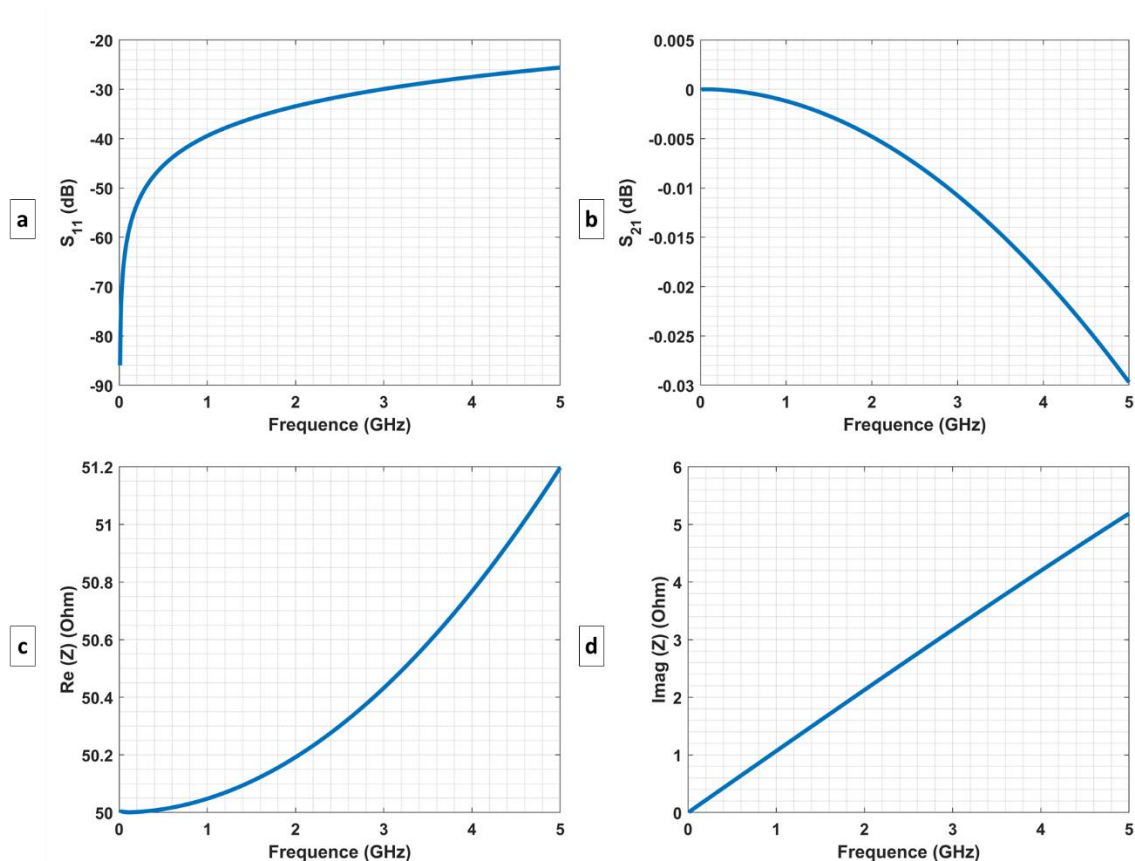 a
S11 (dB)
-20
-30
-40
-50
-60
-70
-80
-90
0 1 2 3 4 5
Frequence (GHz)
b
S21 (dB)
0.005
0
-0.005
-0.01
-0.015
-0.02
-0.025
-0.03
0 1 2 3 4 5
Frequence (GHz)
c
Re (Z) (Ohm)
51.2
51
50.8
50.6
50.4
50.2
50
0 1 2 3 4 5
Frequence (GHz)
d
Imag (Z) (Ohm)
6
5
4
3
2
1
0
0 1 2 3 4 5
Frequence (GHz)